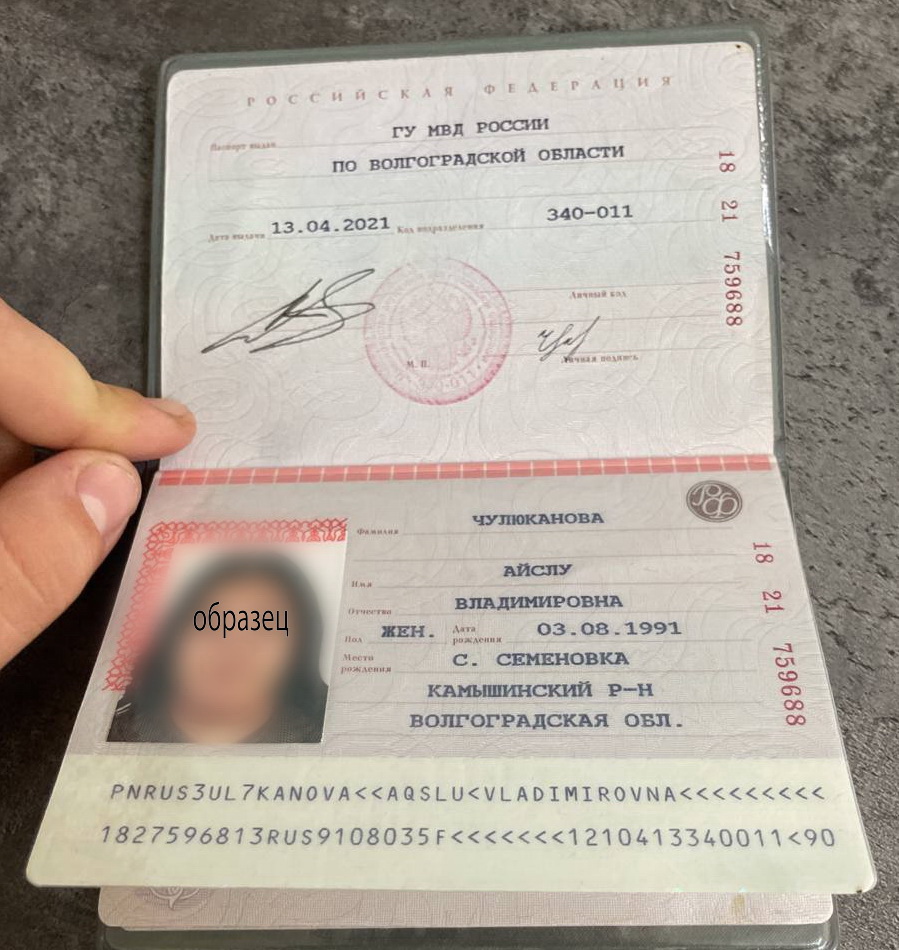 РОССИЙСКАЯ ФЕДЕРАЦИЯ
Паспорт выдан ГУ МВД РОССИИ
ПО ВОЛГОГРАДСКОЙ ОБЛАСТИ
Дата выдачи 13.04.2021 Код подразделения 340-011
18 21 759688
Личный код
М. П.
Личная подпись
Фамилия ЧУЛЮКАНОВА
Имя АЙСЛУ
Отчество ВЛАДИМИРОВНА
Пол ЖЕН. Дата рождения 03.08.1991
Место рождения С. СЕМЕНОВКА
КАМЫШИНСКИЙ Р-Н
ВОЛГОГРАДСКАЯ ОБЛ.
18 21 759688
образец
PNRUS3UL7KANOVA<<AQSLU<VLADIMIROVNA<<<<<<<<<
1827596813RUS9108035F<<<<<<<1210413340011<90